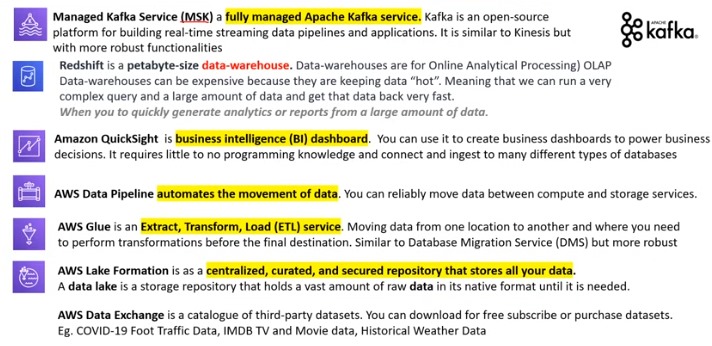 Managed Kafka Service (MSK) a fully managed Apache Kafka service. Kafka is an open-source
platform for building real-time streaming data pipelines and applications. It is similar to Kinesis but
with more robust functionalities
APACHE
kafka®
Redshift is a petabyte-size data-warehouse. Data-warehouses are for Online Analytical Processing) OLAP
Data-warehouses can be expensive because they are keeping data “hot”. Meaning that we can run a very
complex query and a large amount of data and get that data back very fast.
When you to quickly generate analytics or reports from a large amount of data.
Amazon QuickSight is business intelligence (BI) dashboard. You can use it to create business dashboards to power business
decisions. It requires little to no programming knowledge and connect and ingest to many different types of databases
AWS Data Pipeline automates the movement of data. You can reliably move data between compute and storage services.
AWS Glue is an Extract, Transform, Load (ETL) service. Moving data from one location to another and where you need
to perform transformations before the final destination. Similar to Database Migration Service (DMS) but more robust
AWS Lake Formation is as a centralized, curated, and secured repository that stores all your data.
A data lake is a storage repository that holds a vast amount of raw data in its native format until it is needed.
AWS Data Exchange is a catalogue of third-party datasets. You can download for free subscribe or purchase datasets.
Eg. COVID-19 Foot Traffic Data, IMDB TV and Movie data, Historical Weather Data